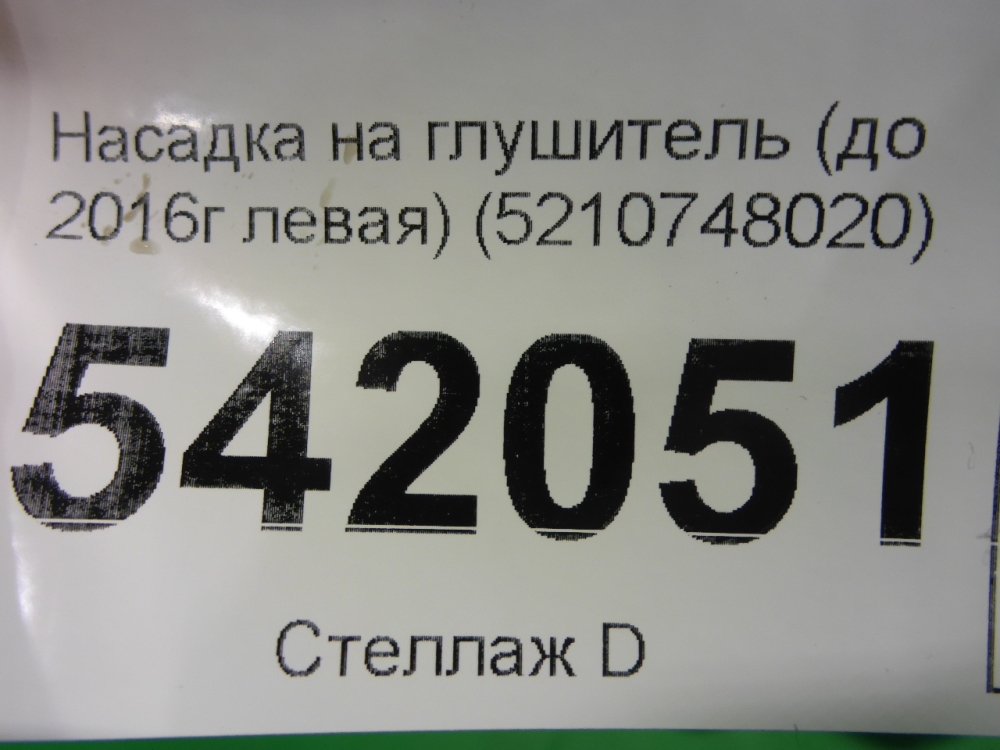 Насадка на глушитель (до
2016г левая) (5210748020)
542051
Стеллаж D